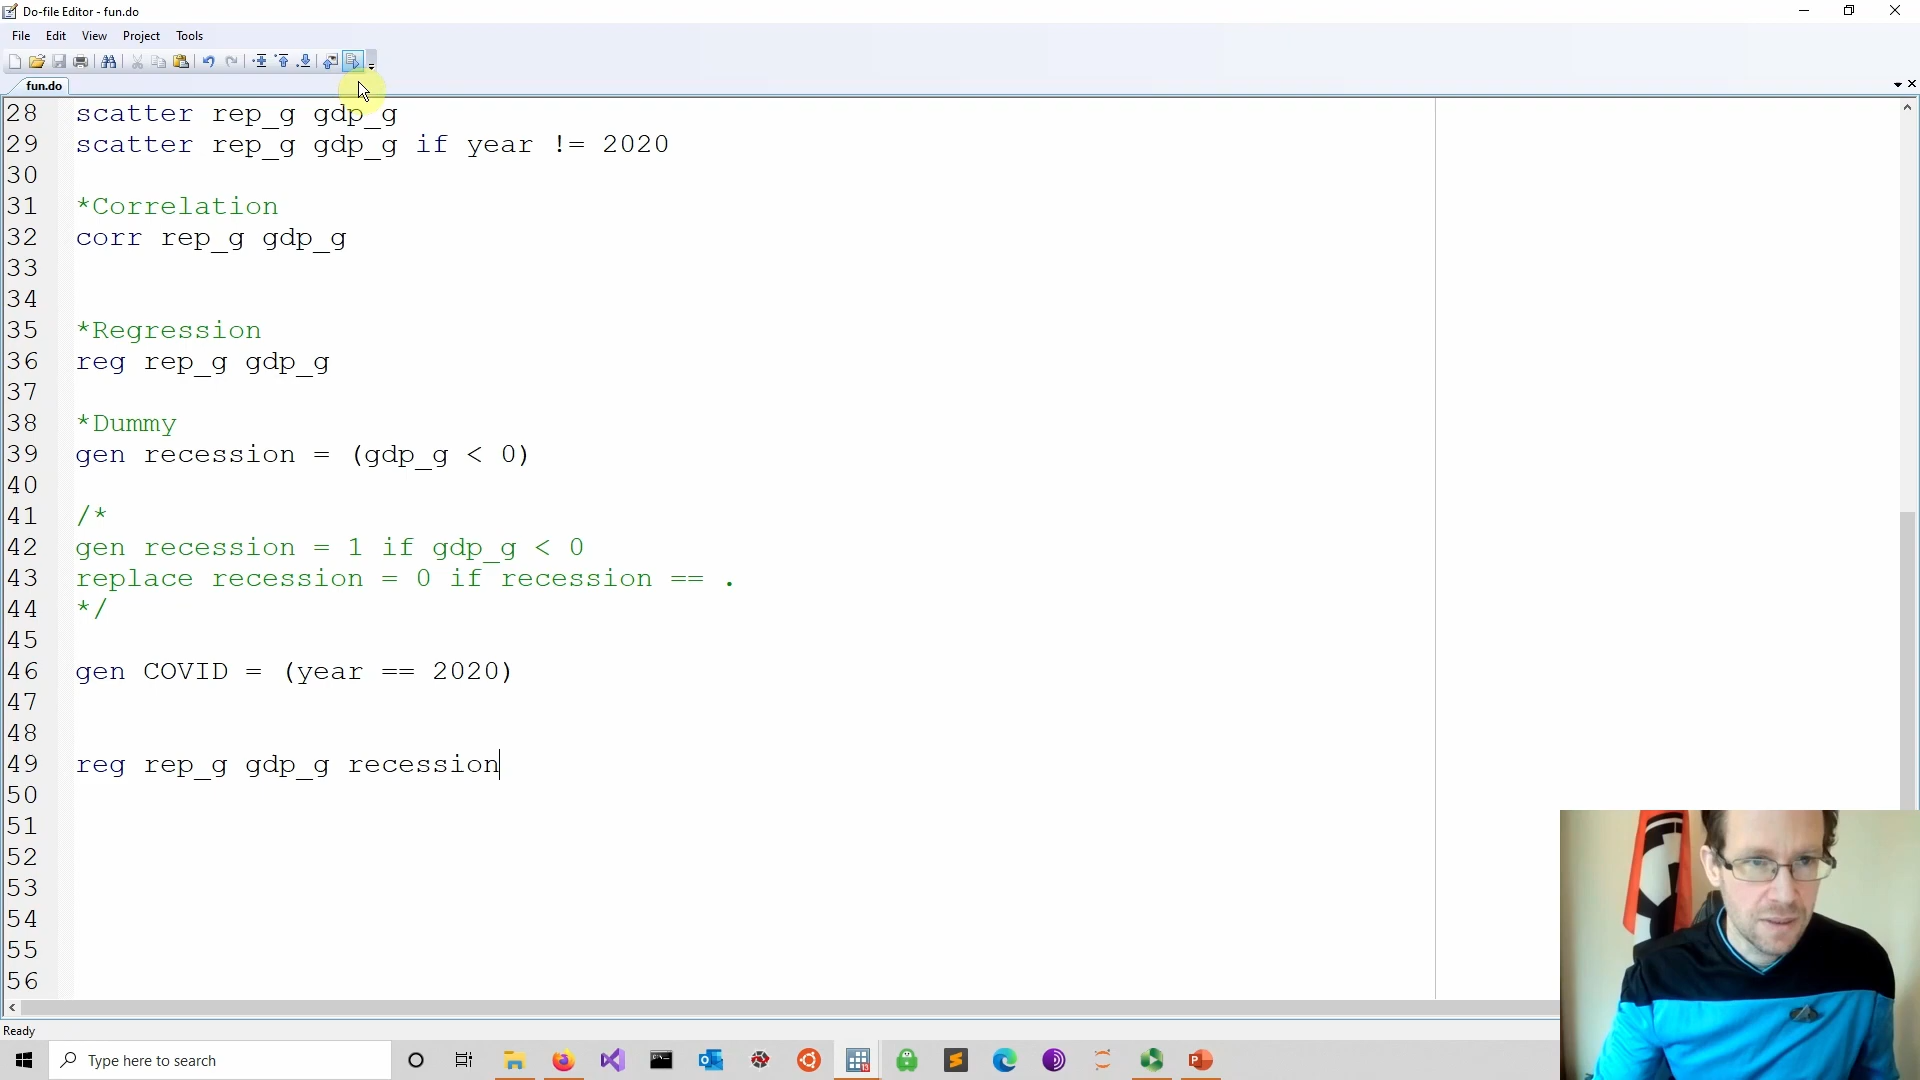 Do-file Editor - fun.do
File Edit View Project Tools
fun.do
28 scatter rep_g gdp_g
29 scatter rep_g gdp_g if year != 2020
30
31 *Correlation
32 corr rep_g gdp_g
33
34
35 *Regression
36 reg rep_g gdp_g
37
38 *Dummy
39 gen recession = (gdp_g < 0)
40
41 /*
42 gen recession = 1 if gdp_g < 0
43 replace recession = 0 if recession == .
44 */
45
46 gen COVID = (year == 2020)
47
48
49 reg rep_g gdp_g recession
50
51
52
53
54
55
56
Ready
Type here to search